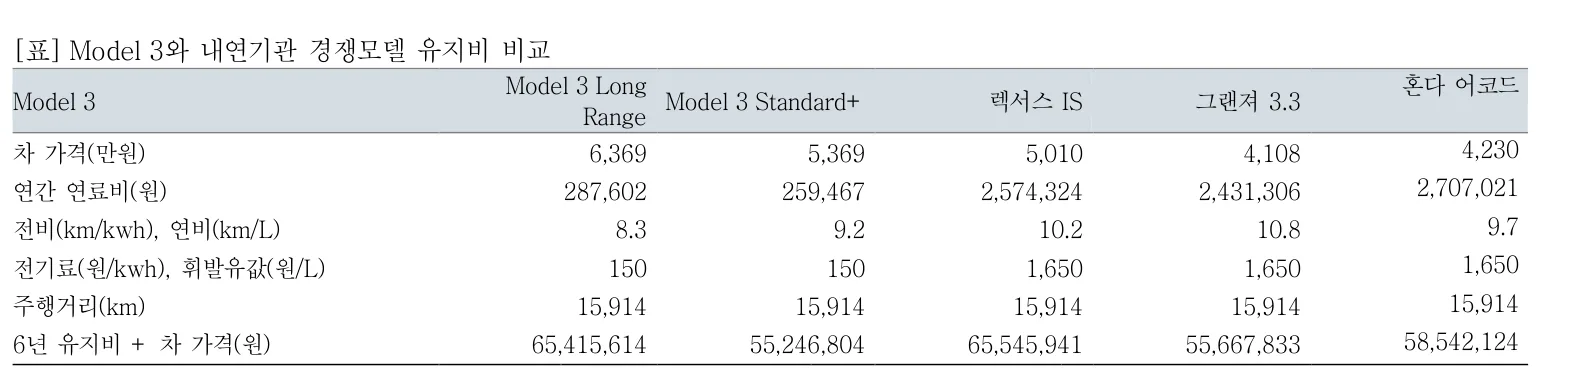 [표] Model 3와 내연기관 경쟁모델 유지비 비교
Model 3 Model 3 Long Range Model 3 Standard+ 렉서스 IS 그랜져 3.3 혼다 어코드
차 가격(만원) 6,369 5,369 5,010 4,108 4,230
연간 연료비(원) 287,602 259,467 2,574,324 2,431,306 2,707,021
전비(km/kwh), 연비(km/L) 8.3 9.2 10.2 10.8 9.7
전기료(원/kwh), 휘발유값(원/L) 150 150 1,650 1,650 1,650
주행거리(km) 15,914 15,914 15,914 15,914 15,914
6년 유지비 + 차 가격(원) 65,415,614 55,246,804 65,545,941 55,667,833 58,542,124